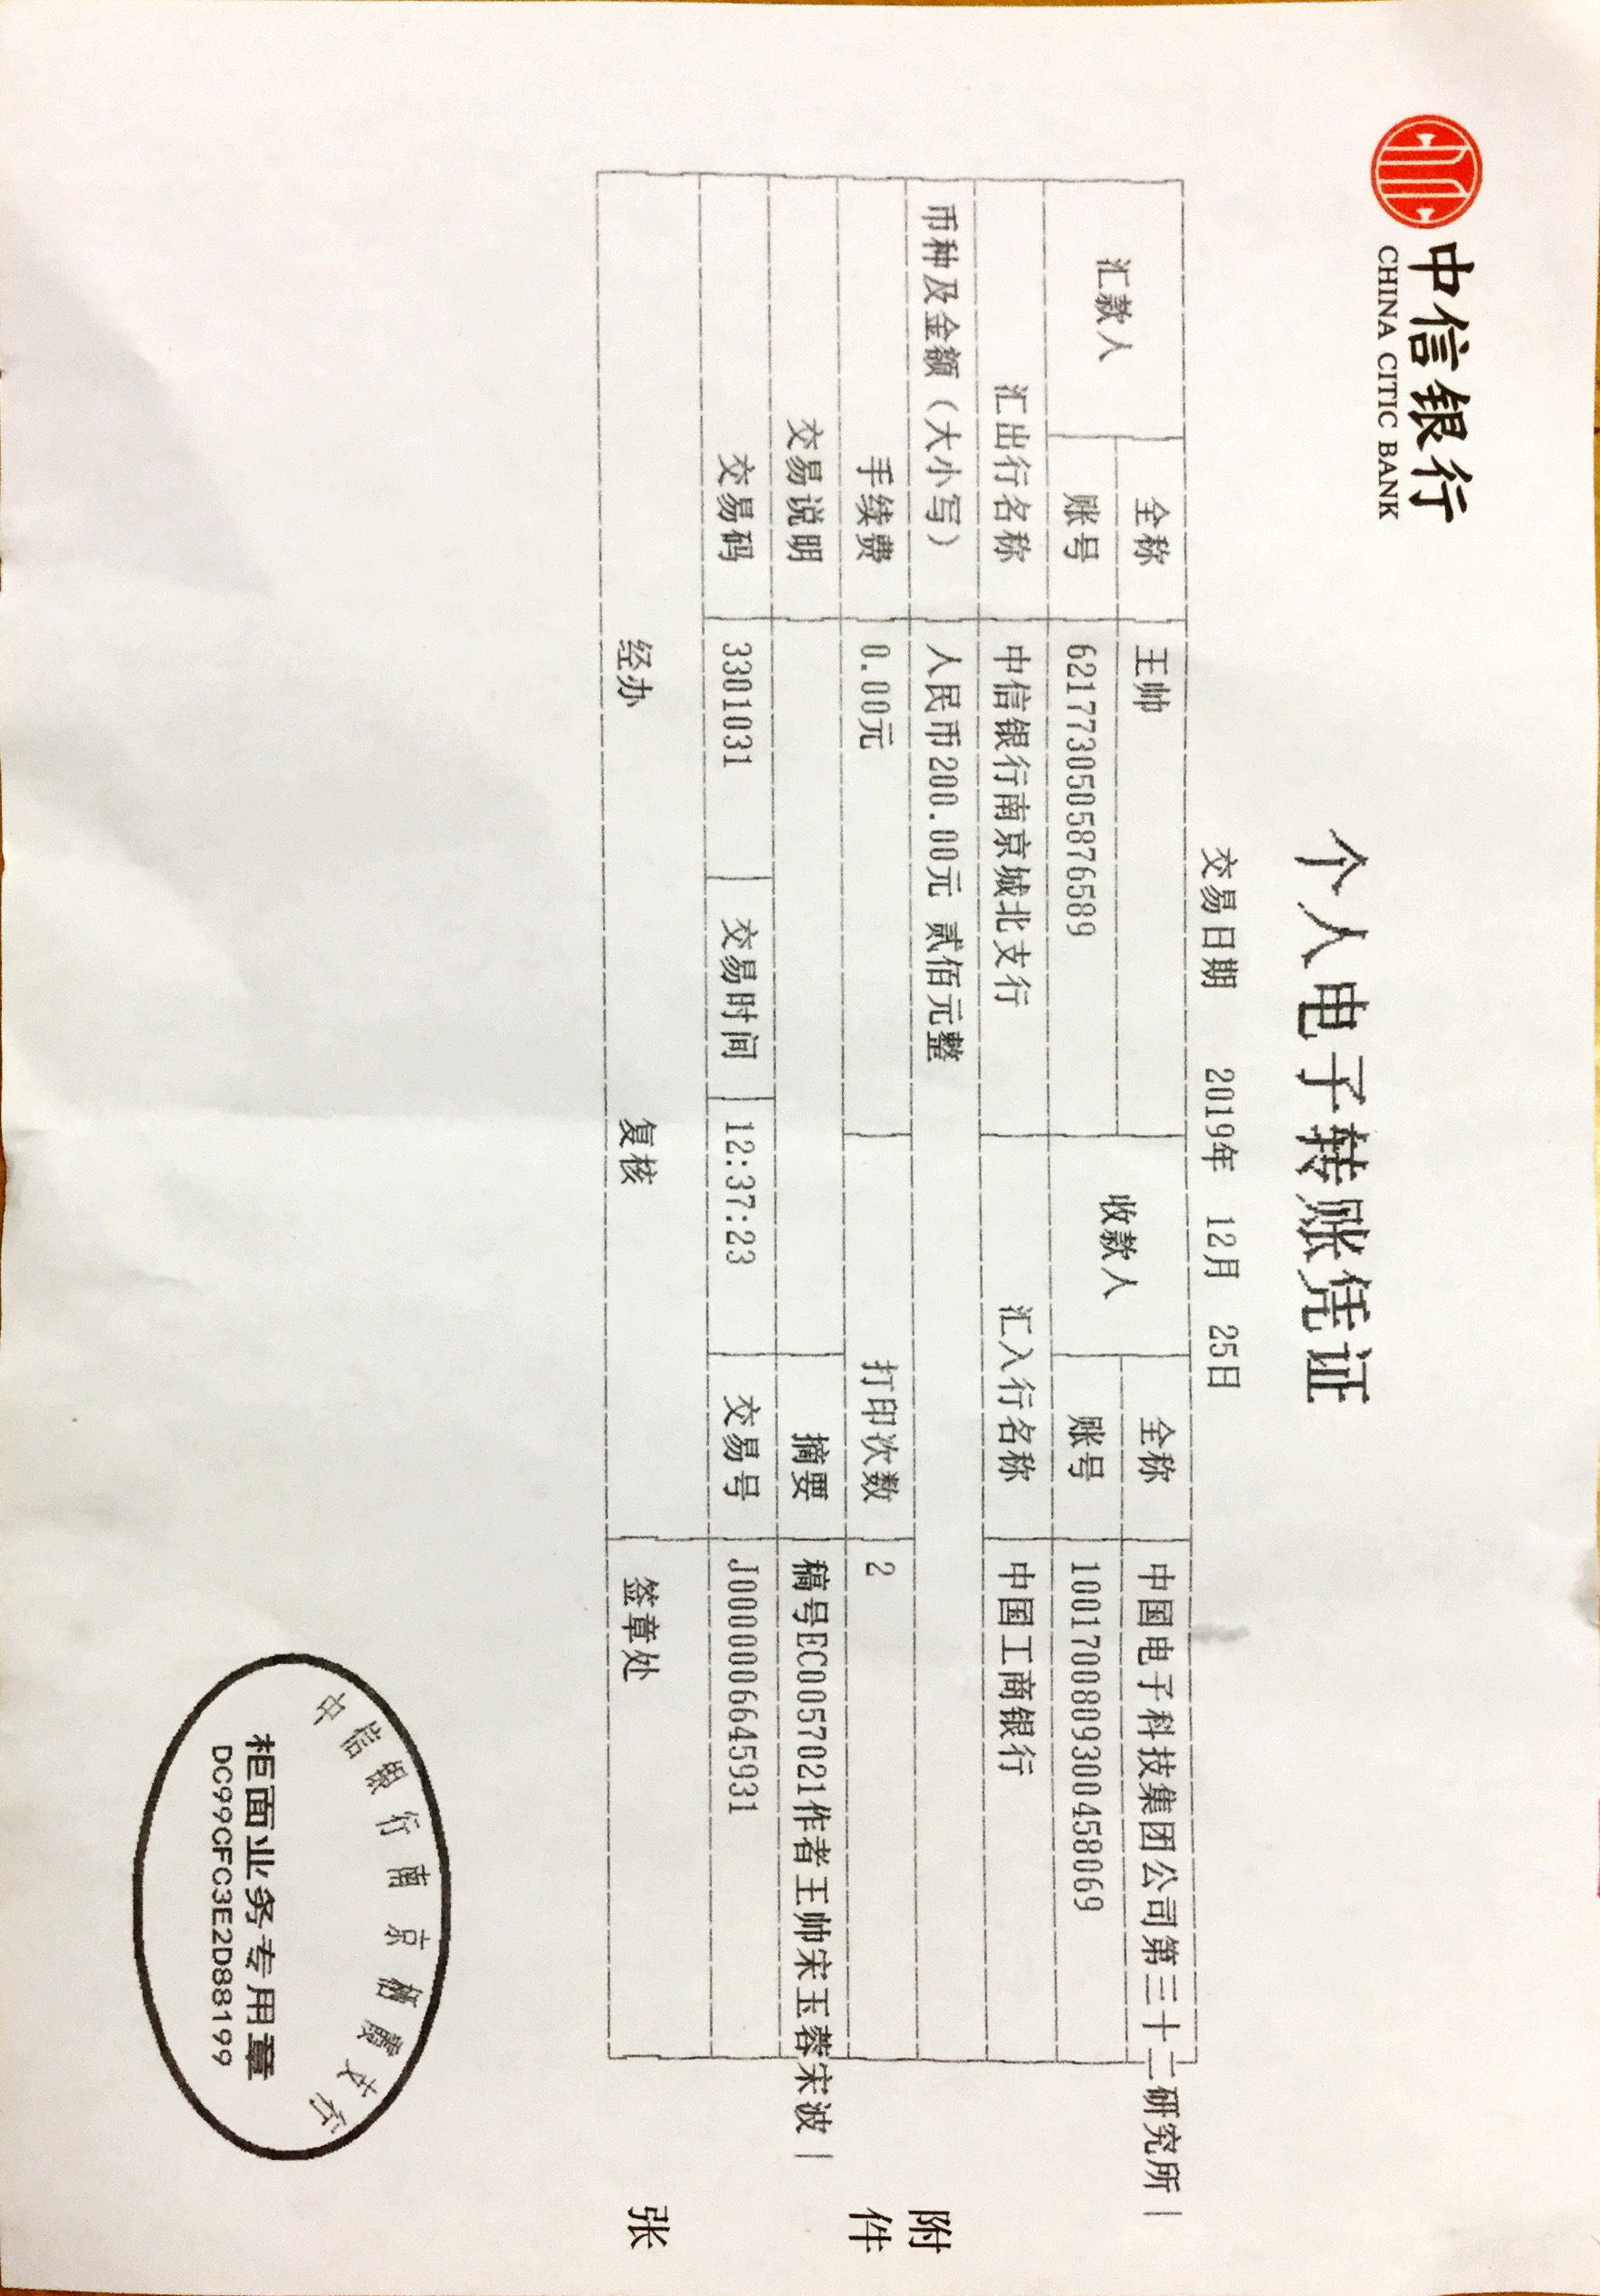 中信银行
CHINA CITIC BANK
个人电子转账凭证
交易日期 2019年 12月 25日
汇款人 全称 王帅 收款人 全称 中国电子科技集团公司第三十二研究所
账号 6217730505876589 账号 1001700809300458069
汇出行名称 中信银行南京城北支行 汇入行名称 中国工商银行
币种及金额（大小写） 人民币200.00元 贰佰元整
手续费 0.00元 打印次数 2
交易说明 摘要 稿号EC0057021作者王帅宋玉蓉宋波
交易码 3301031 交易时间 12:37:23 交易号 J000006645931
经办 复核 签章处
附件 张
中信银行南京栖霞支行
柜面业务专用章
DC99CFC3E2D88199